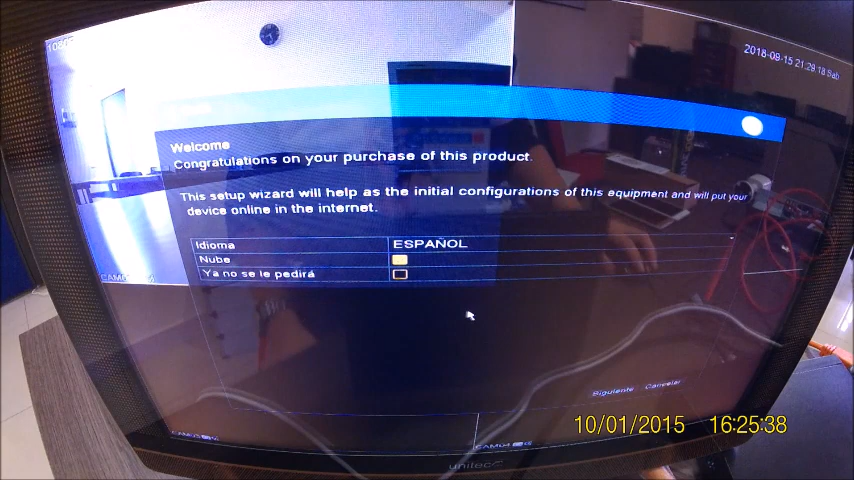 2018-09-15 21:29:18 Sab
Welcome
Congratulations on your purchase of this product.
This setup wizard will help as the initial configurations of this equipment and will put your
device online in the internet.
Idioma ESPAÑOL
Nube
Ya no se le pedirá
Siguiente Cancelar
10/01/2015 16:25:38
unitec